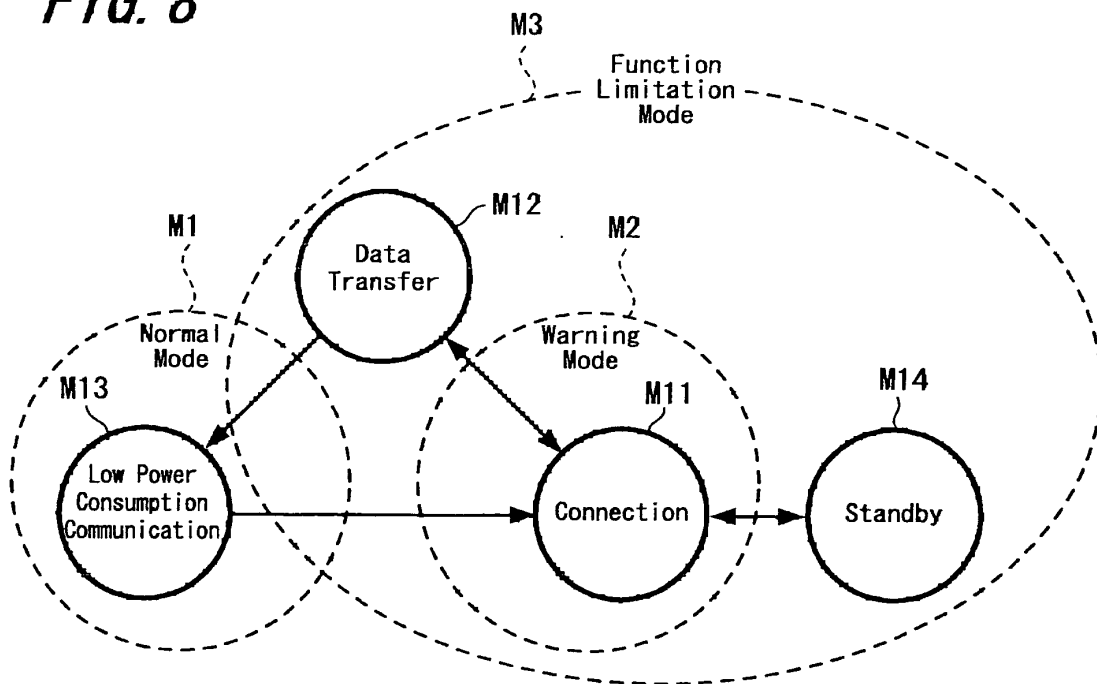 FIG. 8
M3
Function
Limitation
Mode
M12
Data
Transfer
M1
M2
Normal
Mode
Warning
Mode
M13
M11
M14
Low Power
Consumption
Communication
Connection
Standby